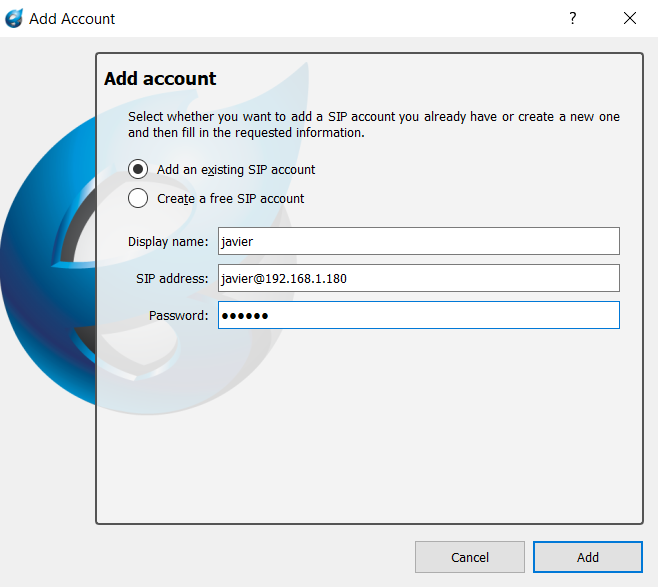 Add Account
?
Add account
Select whether you want to add a SIP account you already have or create a new one
and then fill in the requested information.
Add an existing SIP account
Create a free SIP account
Display name: javier
SIP address: javier@192.168.1.180
Password: ●●●●●●
Cancel Add